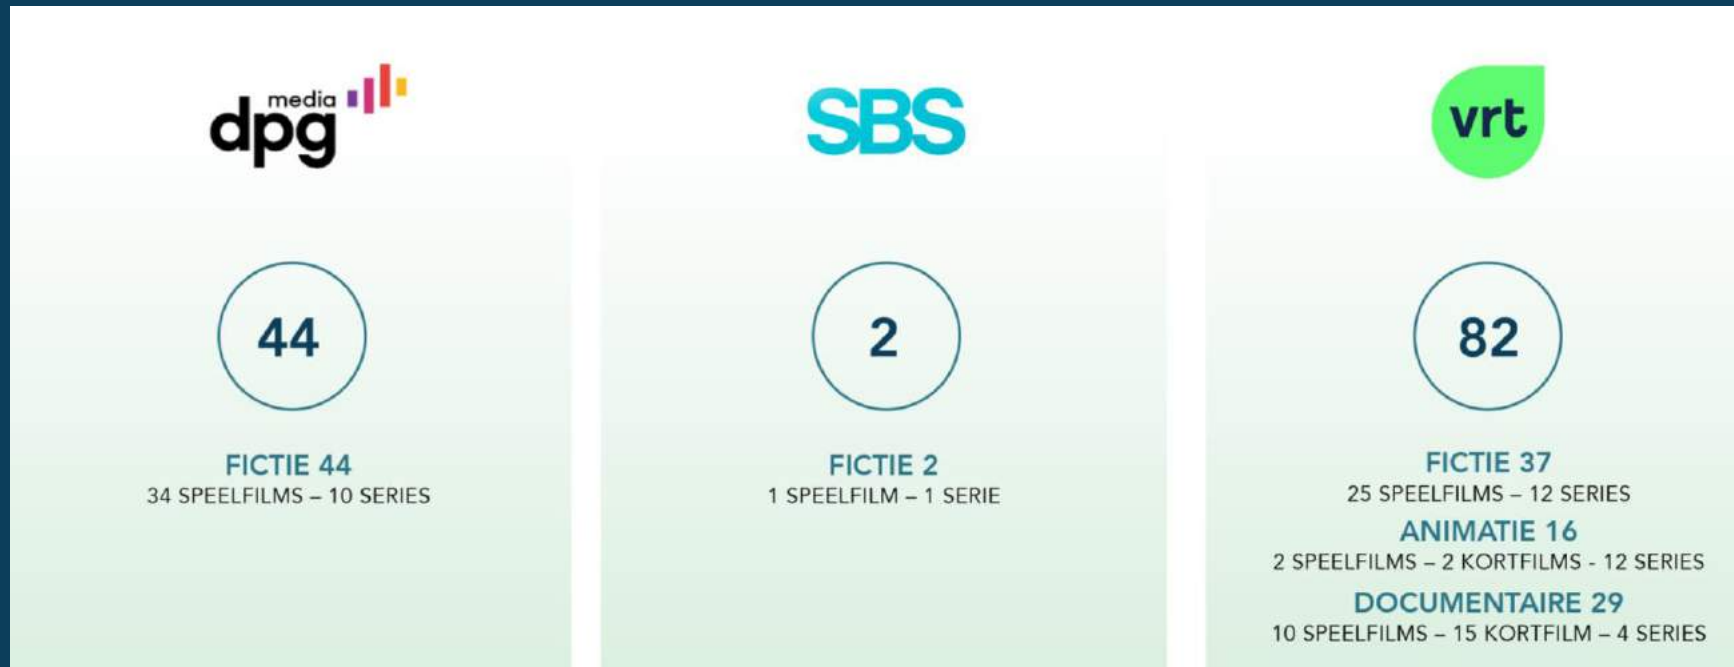 media
dpg
44
FICTIE 44
34 SPEELFILMS – 10 SERIES
SBS
2
FICTIE 2
1 SPEELFILM – 1 SERIE
vrt
82
FICTIE 37
25 SPEELFILMS – 12 SERIES
ANIMATIE 16
2 SPEELFILMS – 2 KORTFILMS - 12 SERIES
DOCUMENTAIRE 29
10 SPEELFILMS – 15 KORTFILM – 4 SERIES